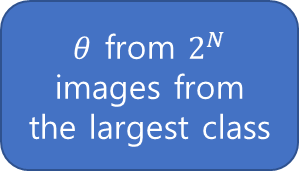 θ from 2^N
images from
the largest class